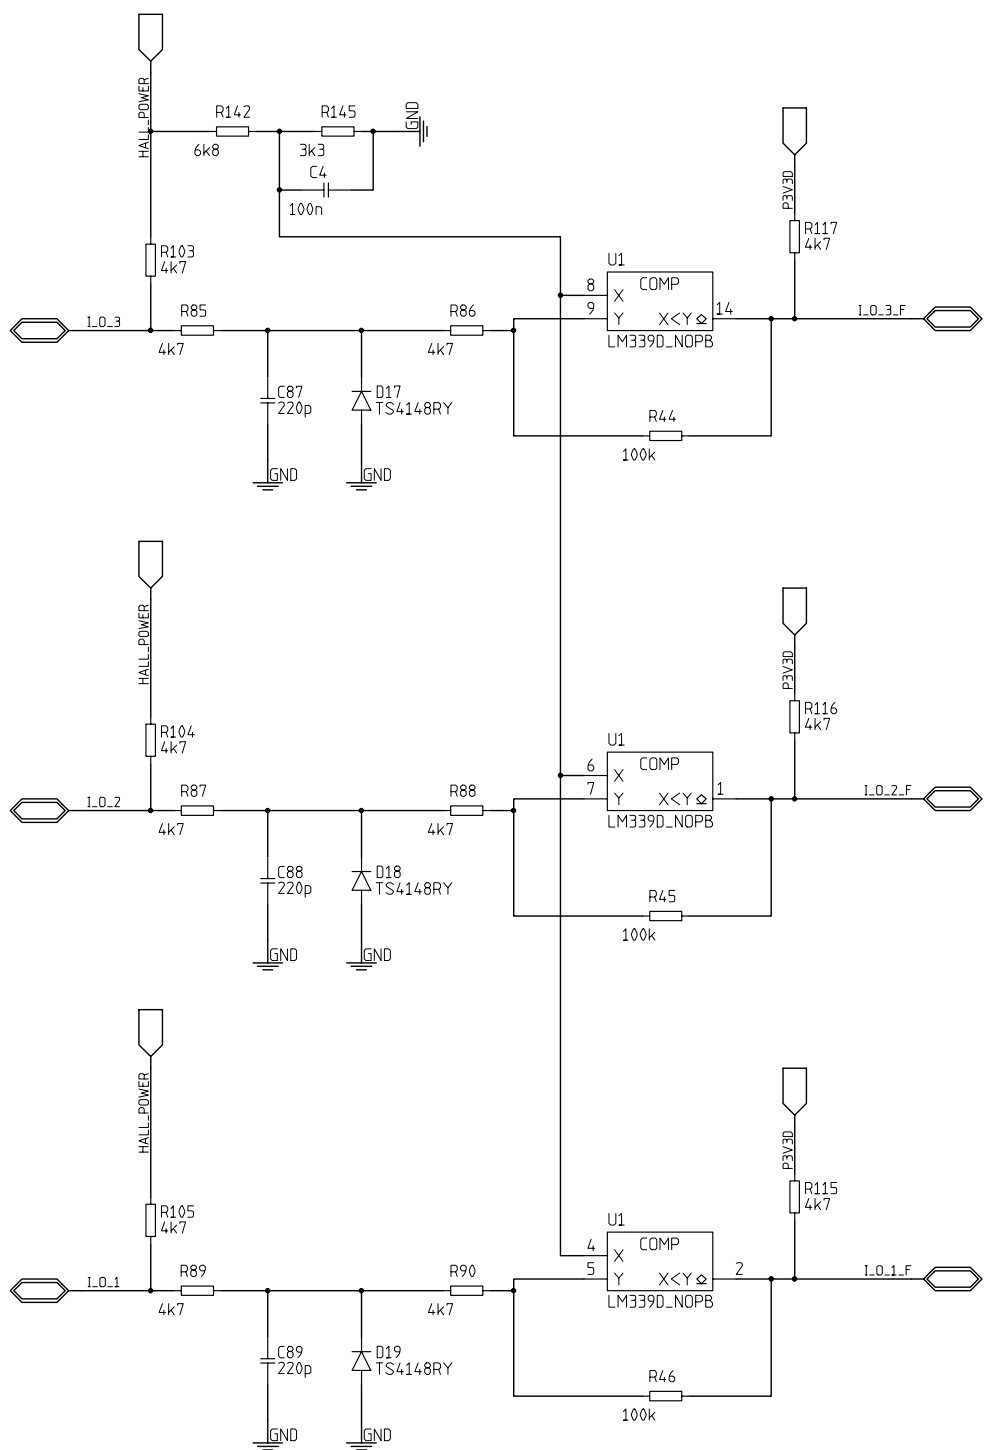 HALL_POWER
R142
6k8
R145
3k3
GND
C4
100n
R103
4k7
P3V3D
R117
4k7
U1
COMP
8
X
9
Y
X<Y
14
LM339D_NOPB
I_O_3
R85
4k7
R86
4k7
I_O_3_F
C87
220p
D17
TS4148RY
R44
100k
GND
GND
HALL_POWER
P3V3D
R104
4k7
R116
4k7
U1
COMP
6
X
7
Y
X<Y
1
LM339D_NOPB
I_O_2
R87
4k7
R88
4k7
I_O_2_F
C88
220p
D18
TS4148RY
R45
100k
GND
GND
HALL_POWER
P3V3D
R105
4k7
R115
4k7
U1
COMP
4
X
5
Y
X<Y
2
LM339D_NOPB
I_O_1
R89
4k7
R90
4k7
I_O_1_F
C89
220p
D19
TS4148RY
R46
100k
GND
GND